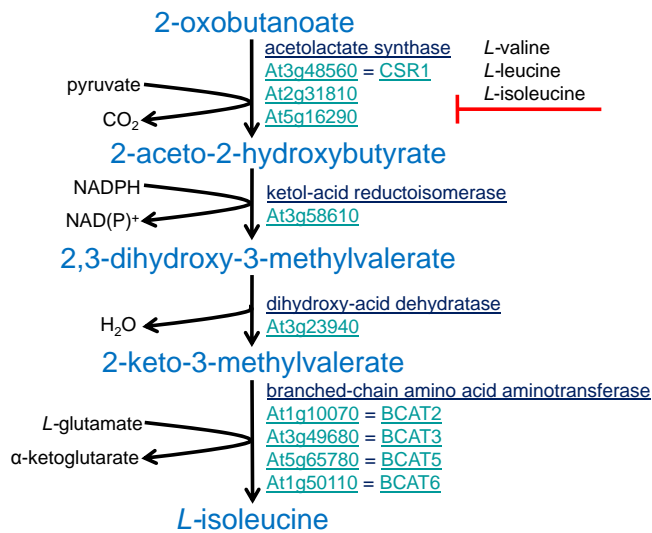 2-oxobutanoate
acetolactate synthase
At3g48560 = CSR1
At2g31810
At5g16290
L-valine
L-leucine
L-isoleucine
pyruvate
CO₂
2-aceto-2-hydroxybutyrate
NADPH
NAD(P)⁺
ketol-acid reductoisomerase
At3g58610
2,3-dihydroxy-3-methylvalerate
H₂O
dihydroxy-acid dehydratase
At3g23940
2-keto-3-methylvalerate
branched-chain amino acid aminotransferase
At1g10070 = BCAT2
At3g49680 = BCAT3
At5g65780 = BCAT5
At1g50110 = BCAT6
L-glutamate
α-ketoglutarate
L-isoleucine